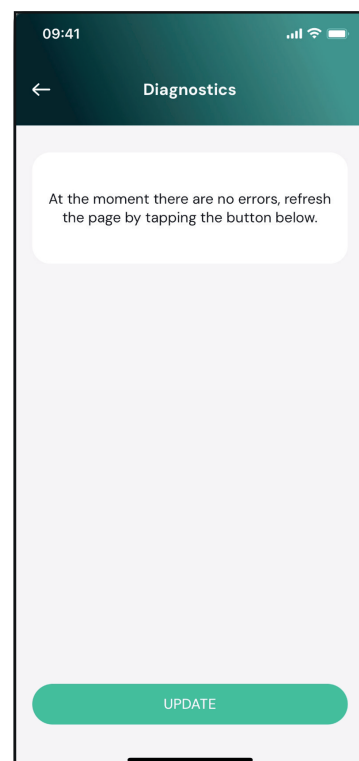 09:41
Diagnostics
At the moment there are no errors, refresh
the page by tapping the button below.
UPDATE